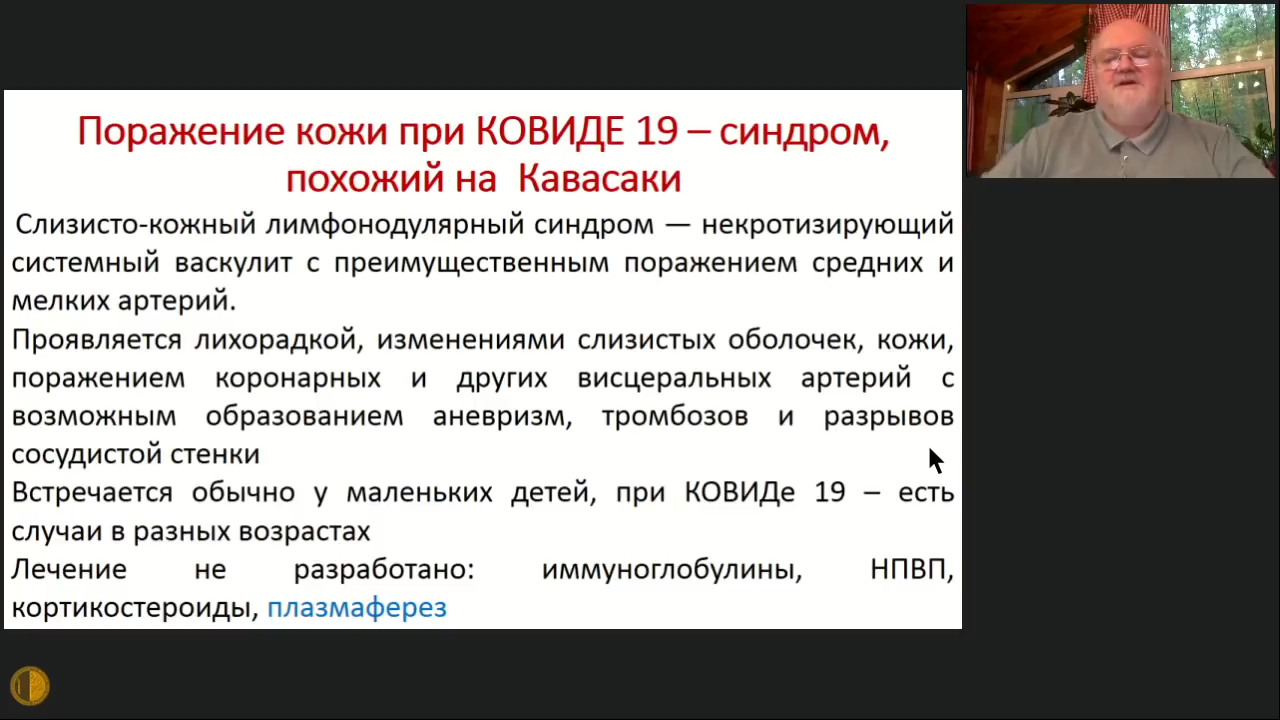 Поражение кожи при КОВИДЕ 19 – синдром,
похожий на Кавасаки
Слизисто-кожный лимфонодулярный синдром — некротизирующий
системный васкулит с преимущественным поражением средних и
мелких артерий.
Проявляется лихорадкой, изменениями слизистых оболочек, кожи,
поражением коронарных и других висцеральных артерий с
возможным образованием аневризм, тромбозов и разрывов
сосудистой стенки
Встречается обычно у маленьких детей, при КОВИДе 19 – есть
случаи в разных возрастах
Лечение не разработано: иммуноглобулины, НПВП,
кортикостероиды, плазмаферез